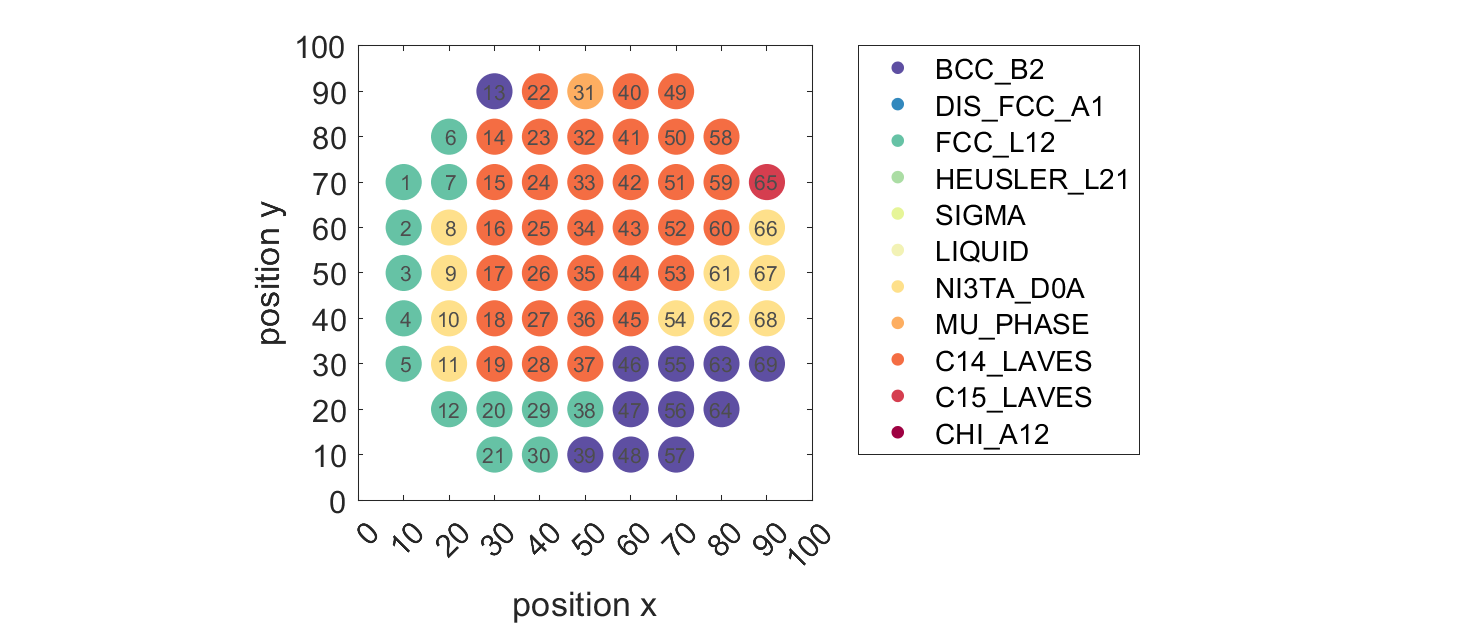 100
90 13 22 31 40 49
80 6 14 23 32 41 50 58
70 1 7 15 24 33 42 51 59 65
60 2 8 16 25 34 43 52 60 66
50 3 9 17 26 35 44 53 61 67
40 4 10 18 27 36 45 54 62 68
30 5 11 19 28 37 46 55 63 69
20 12 20 29 38 47 56 64
10 21 30 39 48 57
0
0 10 20 30 40 50 60 70 80 90 100
position x
position y
BCC_B2
DIS_FCC_A1
FCC_L12
HEUSLER_L21
SIGMA
LIQUID
NI3TA_D0A
MU_PHASE
C14_LAVES
C15_LAVES
CHI_A12